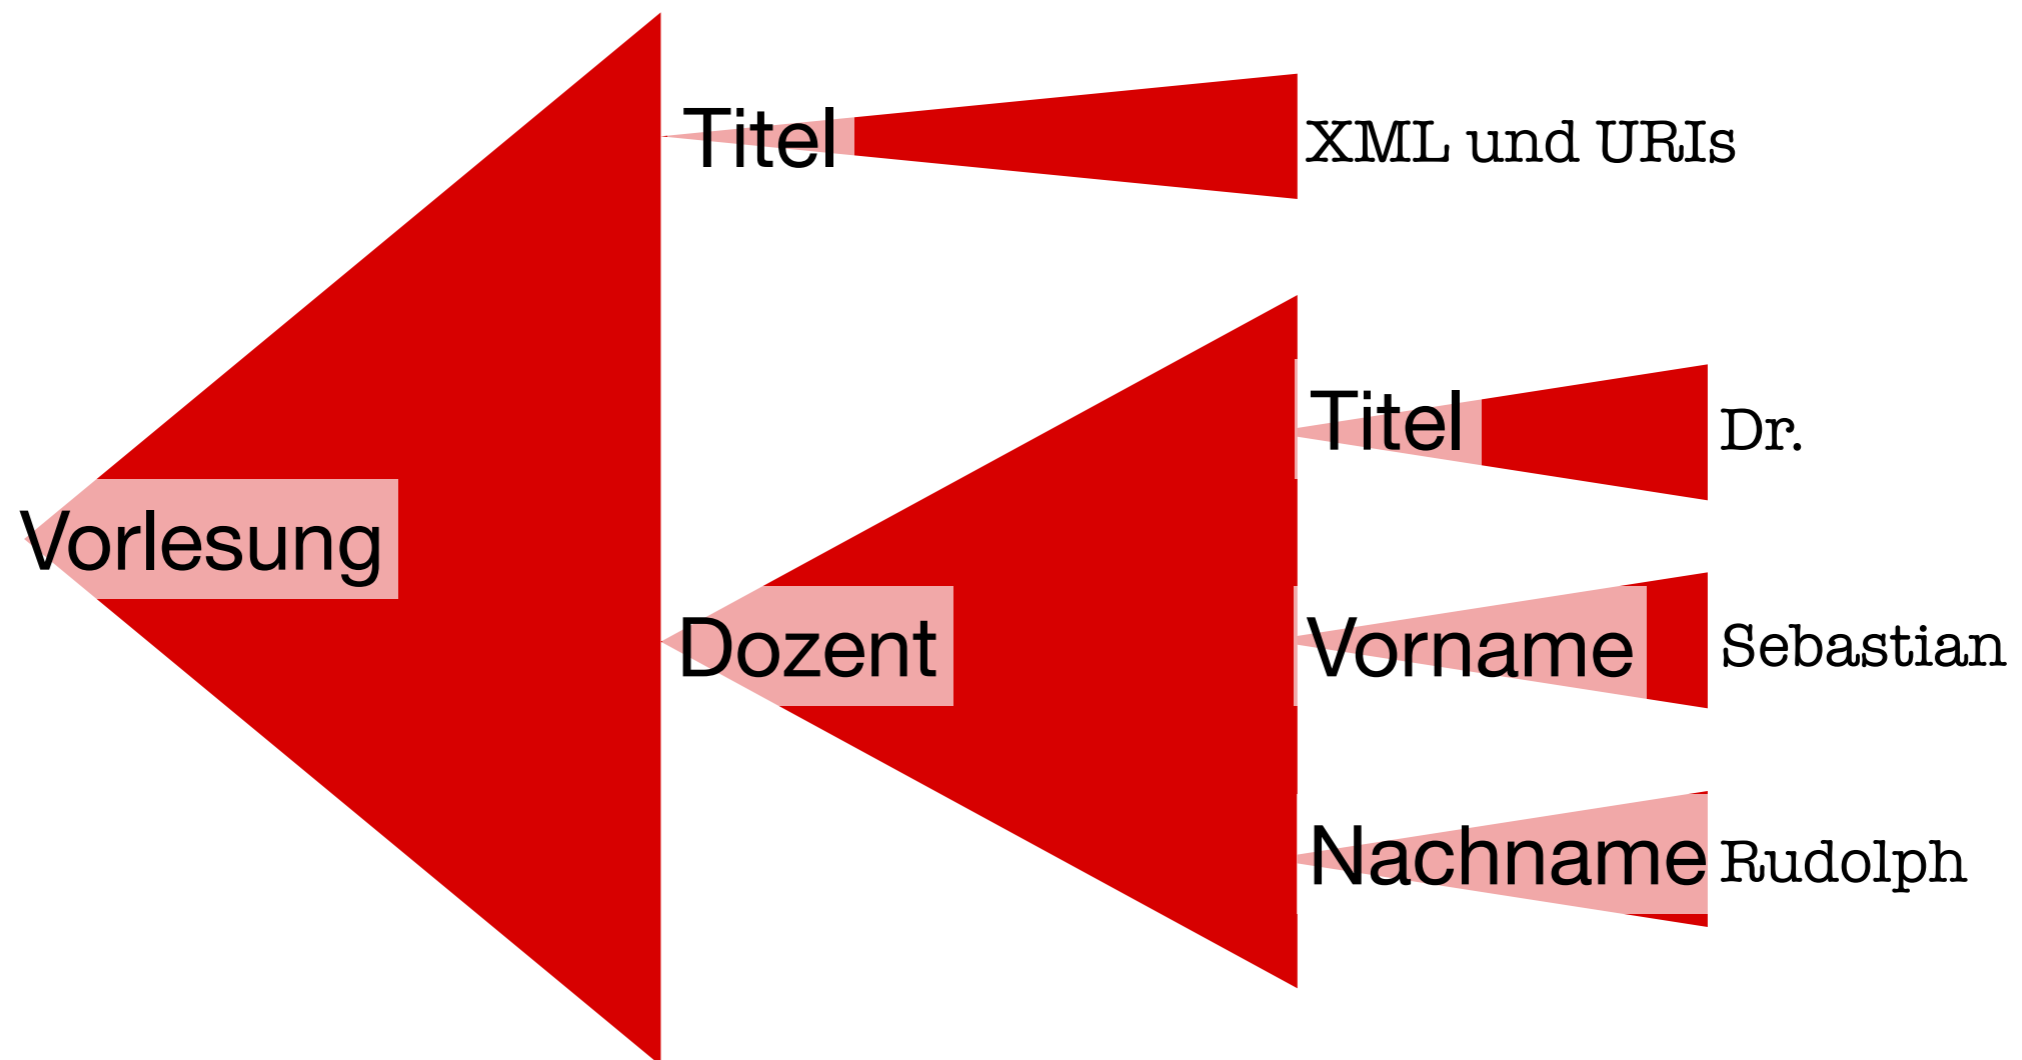 Titel XML und URIs
Titel Dr.
Vorlesung
Dozent Vorname Sebastian
Nachname Rudolph